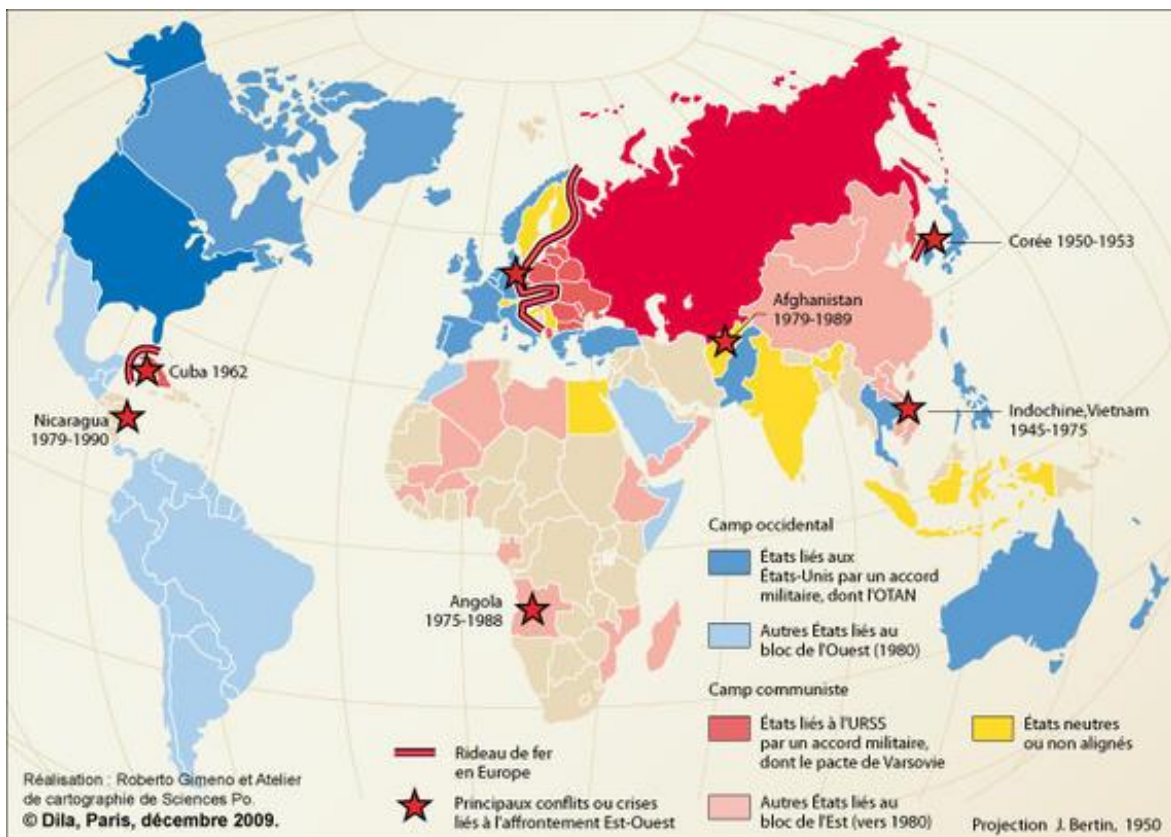 Corée 1950-1953
Afghanistan
1979-1989
Cuba 1962
Nicaragua
1979-1990
Indochine,Vietnam
1945-1975
Angola
1975-1988
Camp occidental
États liés aux
États-Unis par un accord
militaire, dont l'OTAN
Autres États liés au
bloc de l'Ouest (1980)
Camp communiste
États liés à l'URSS
par un accord militaire,
dont le pacte de Varsovie
Autres États liés au
bloc de l'Est (vers 1980)
États neutres
ou non alignés
Rideau de fer
en Europe
Principaux conflits ou crises
liés à l'affrontement Est-Ouest
Réalisation : Roberto Gimeno et Atelier
de cartographie de Sciences Po.
© Dila, Paris, décembre 2009.
Projection J. Bertin, 1950